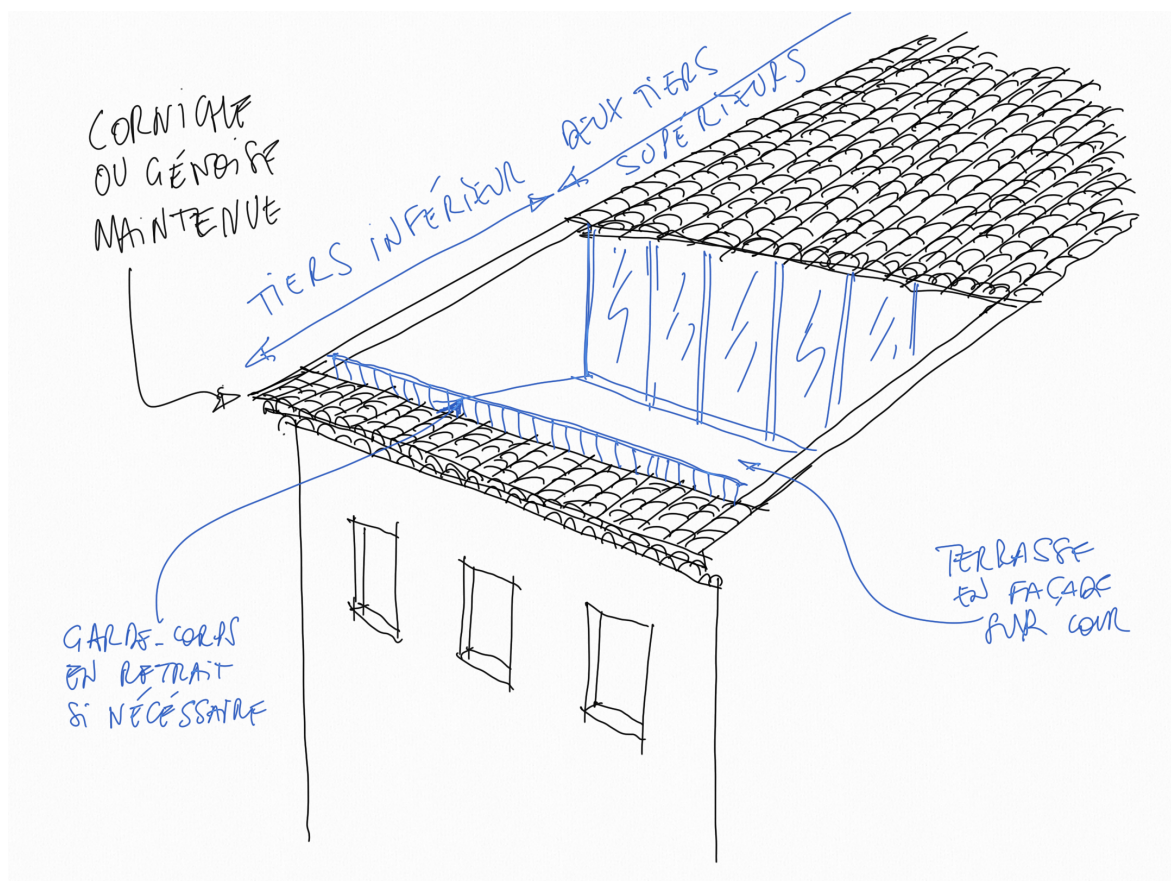 CORNICHE
OU GÉNOISE
MAINTENUE
TIERS INFÉRIEUR
DEUX TIERS
SUPÉRIEURS
GARDE-CORPS
EN RETRAIT
SI NÉCÉSSAIRE
TERRASSE
EN FAÇADE
SUR COUR